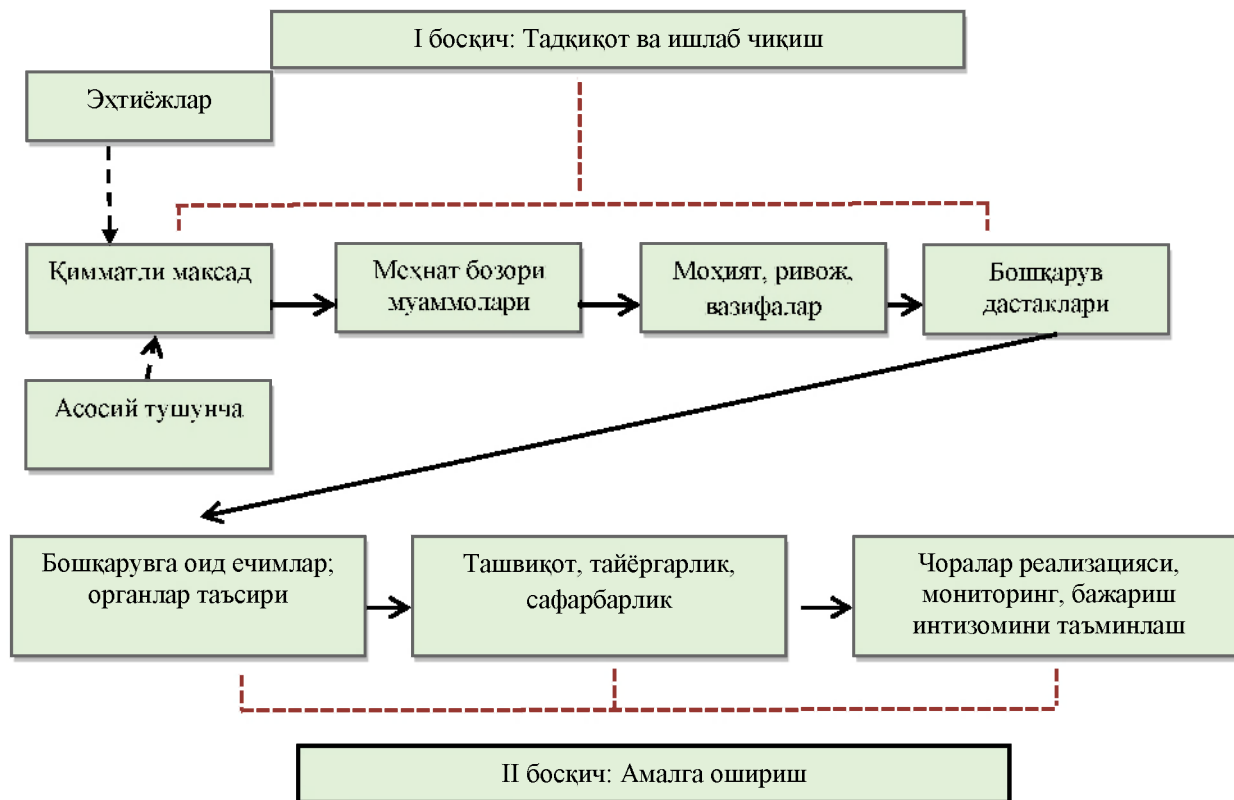 I босқич: Тадқиқот ва ишлаб чиқиш
Эҳтиёжлар
Қимматли мақсад
Меҳнат бозори
муаммолари
Моҳият, ривож,
вазифалар
Бошқарув
дастаклари
Асосий тушунча
Бошқарувга оид ечимлар;
органлар таъсири
Ташвиқот, тайёргарлик,
сафарбарлик
Чоралар реализацияси,
мониторинг, бажариш
интизомини таъминлаш
II босқич: Амалга ошириш